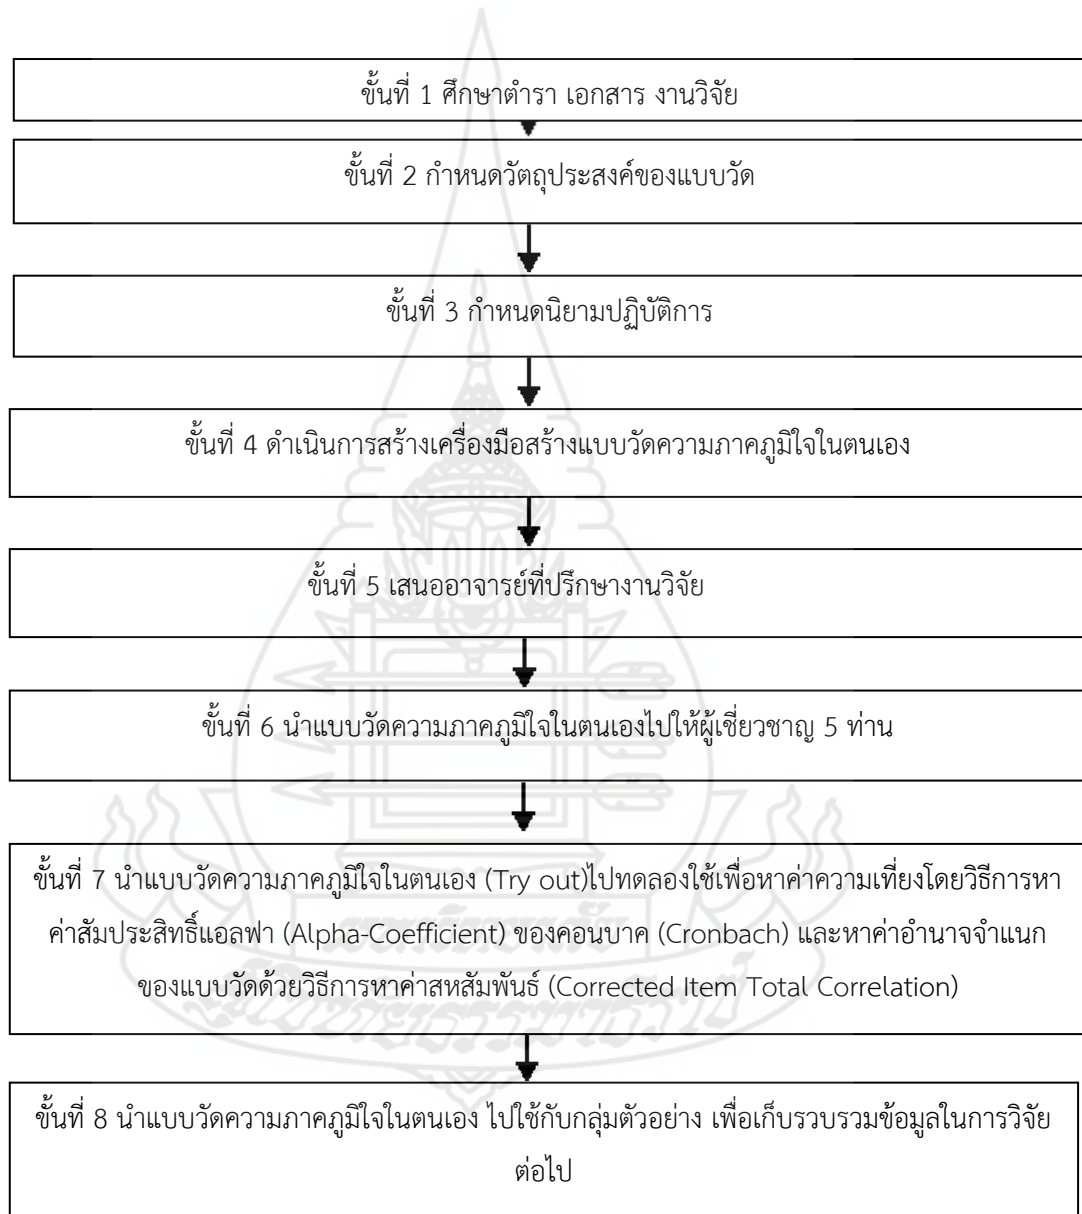 ขั้นที่ 1 ศึกษาตำรา เอกสาร งานวิจัย
ขั้นที่ 2 กำหนดวัตถุประสงค์ของแบบวัด
ขั้นที่ 3 กำหนดนิยามปฏิบัติการ
ขั้นที่ 4 ดำเนินการสร้างเครื่องมือสร้างแบบวัดความภาคภูมิใจในตนเอง
ขั้นที่ 5 เสนออาจารย์ที่ปรึกษางานวิจัย
ขั้นที่ 6 นำแบบวัดความภาคภูมิใจในตนเองไปให้ผู้เชี่ยวชาญ 5 ท่าน
ขั้นที่ 7 นำแบบวัดความภาคภูมิใจในตนเอง (Try out)ไปทดลองใช้เพื่อหาค่าความเที่ยงโดยวิธีการหา
ค่าสัมประสิทธิ์แอลฟา (Alpha-Coefficient) ของคอนบาค (Cronbach) และหาค่าอำนาจจำแนก
ของแบบวัดด้วยวิธีการหาค่าสหสัมพันธ์ (Corrected Item Total Correlation)
ขั้นที่ 8 นำแบบวัดความภาคภูมิใจในตนเอง ไปใช้กับกลุ่มตัวอย่าง เพื่อเก็บรวบรวมข้อมูลในการวิจัย
ต่อไป